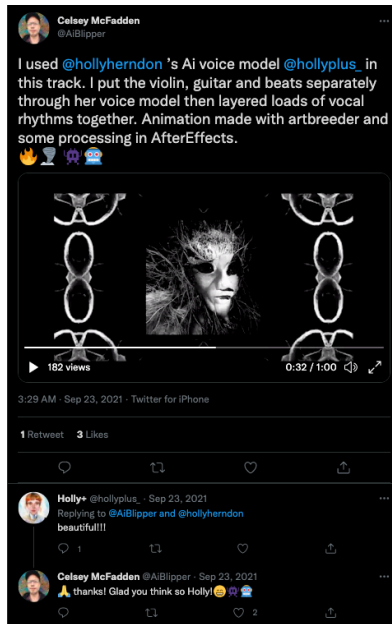 Celsey McFadden
@AiBlipper
I used @hollyherndon 's Ai voice model @hollyplus_ in
this track. I put the violin, guitar and beats separately
through her voice model then layered loads of vocal
rhythms together. Animation made with artbreeder and
some processing in AfterEffects.
🔥🌪️👾🤖
182 views
0:32 / 1:00
3:29 AM · Sep 23, 2021 · Twitter for iPhone
1 Retweet 3 Likes
Holly+ @hollyplus_ · Sep 23, 2021
Replying to @AiBlipper and @hollyherndon
beautiful!!!
1
Celsey McFadden @AiBlipper · Sep 23, 2021
🙏 thanks! Glad you think so Holly!😄👾🤖
2